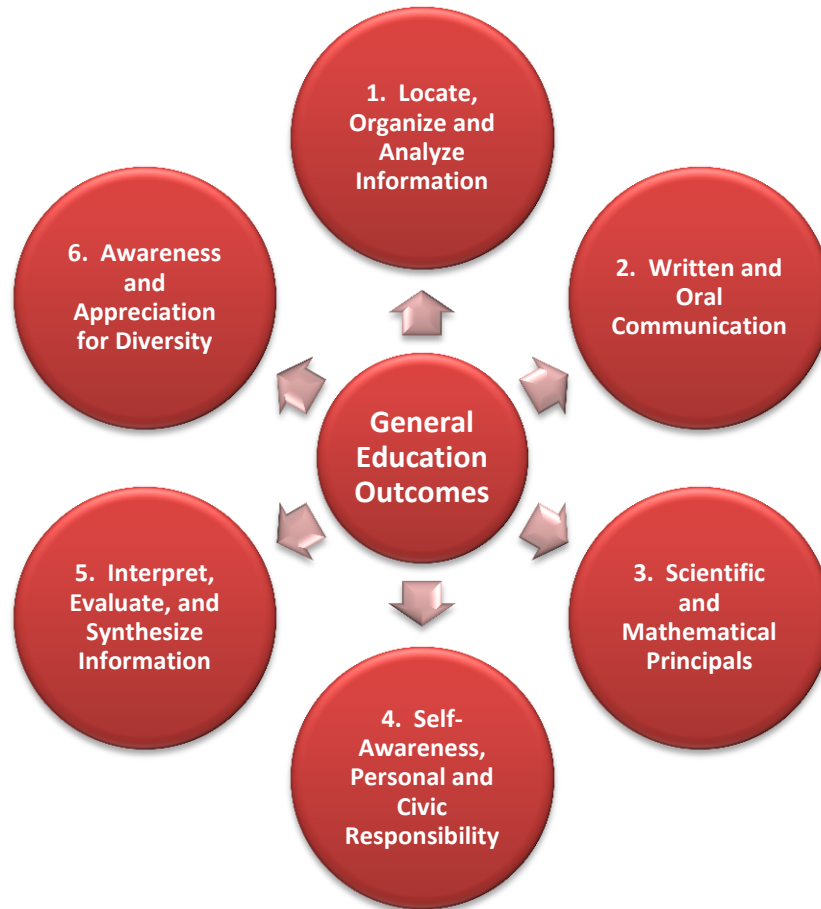 1. Locate,
Organize and
Analyze
Information
2. Written and
Oral
Communication
3. Scientific
and
Mathematical
Principals
4. Self-
Awareness,
Personal and
Civic
Responsibility
5. Interpret,
Evaluate, and
Synthesize
Information
6. Awareness
and
Appreciation
for Diversity
General
Education
Outcomes